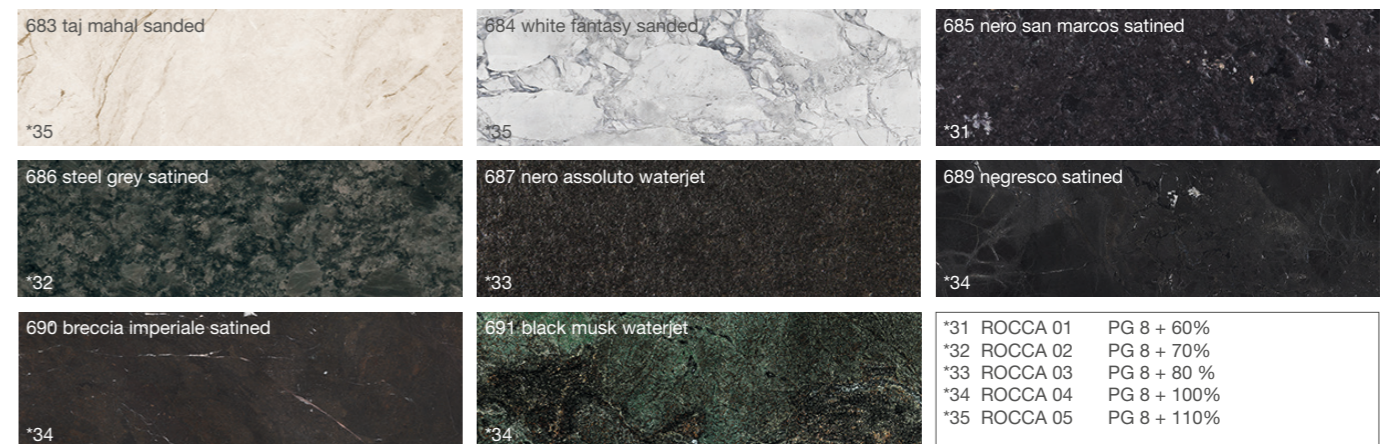 683 taj mahal sanded
*35
684 white fantasy sanded
*35
685 nero san marcos satined
*31
686 steel grey satined
*32
687 nero assoluto waterjet
*33
689 negresco satined
*34
690 breccia imperiale satined
*34
691 black musk waterjet
*34
*31 ROCCA 01 PG 8 + 60%
*32 ROCCA 02 PG 8 + 70%
*33 ROCCA 03 PG 8 + 80 %
*34 ROCCA 04 PG 8 + 100%
*35 ROCCA 05 PG 8 + 110%